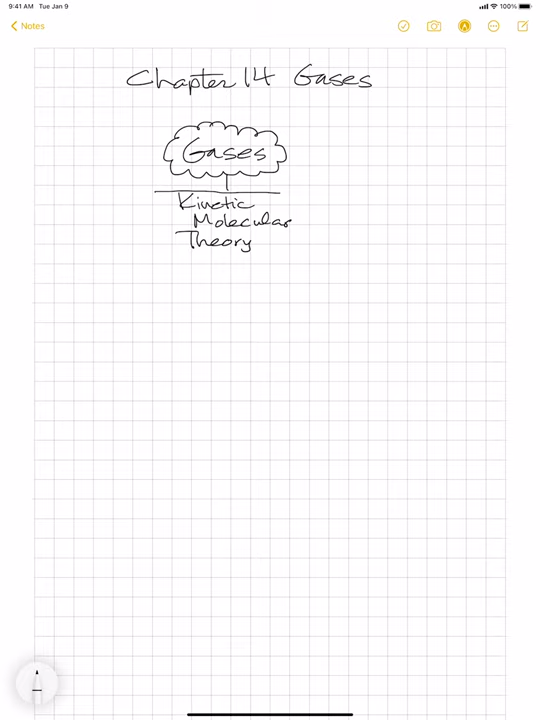 9:41 AM Tue Jan 9
100%
Notes
Chapter 14 Gases
Gases
Kinetic
Molecular
Theory